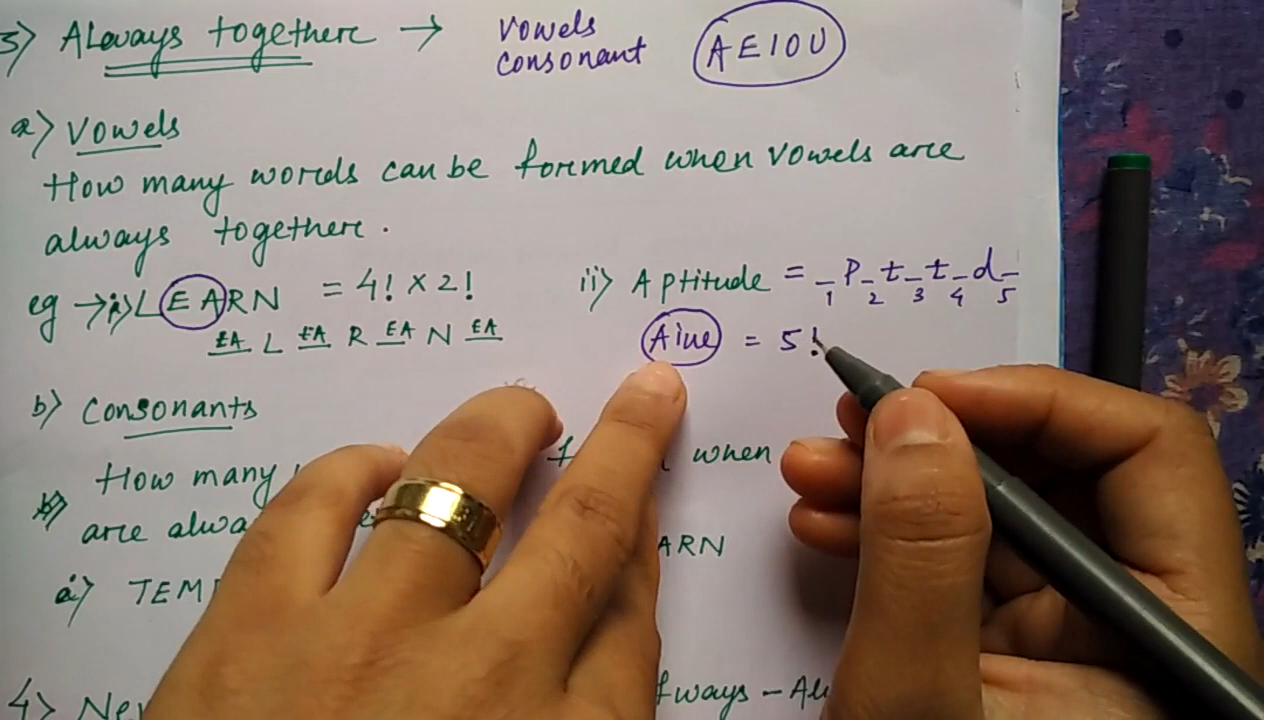 3) Always together → vowels
consonant AEIOU
a) Vowels
How many words can be formed when vowels are
always together.
eg → i) LEARN = 4! × 2!
EA L EA R EA N EA
ii) Aptitude = _ P _ t _ t _ d _
1 2 3 4 5
Aiue = 5!
b) Consonants
How many when
are alwa
TEMP
ARN
4) Ne ways - Al